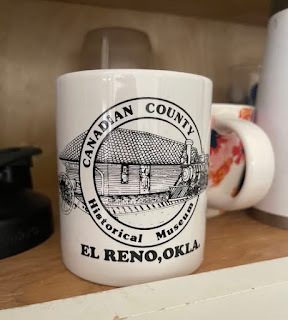 CANADIAN COUNTY
Historical Museum
EL RENO, OKLA.